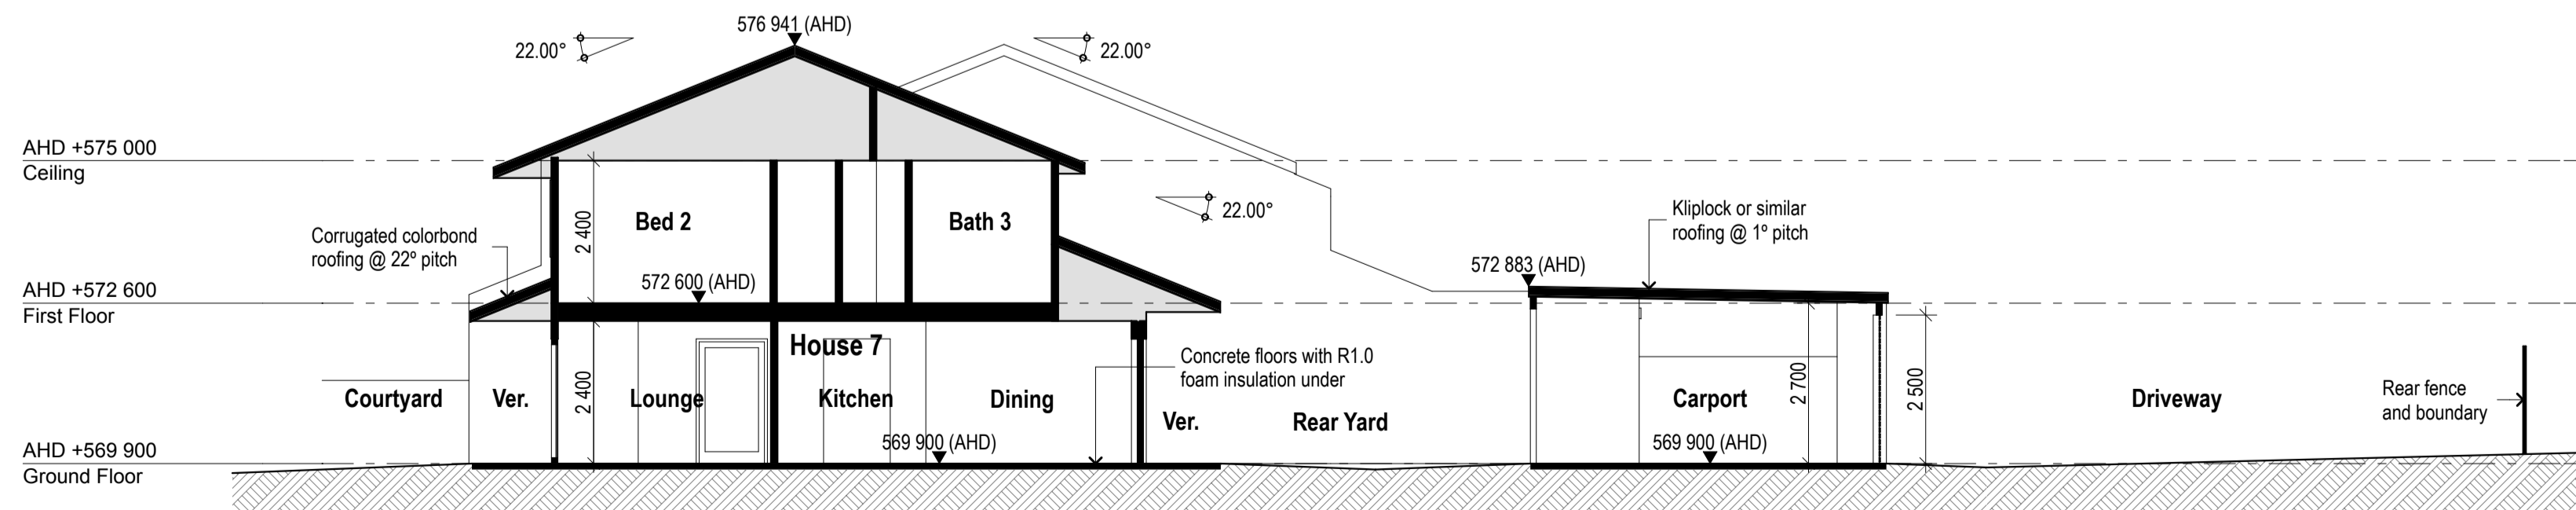 576 941 (AHD)
22.00°
22.00°
AHD +575 000
Ceiling
Corrugated colorbond
roofing @ 22º pitch
2 400
Bed 2
Bath 3
22.00°
Kliplock or similar
roofing @ 1º pitch
572 600 (AHD)
572 883 (AHD)
AHD +572 600
First Floor
House 7
Concrete floors with R1.0
foam insulation under
Courtyard
Ver.
2 400
Lounge
Kitchen
Dining
Ver.
Rear Yard
Carport
2 700
2 500
Driveway
Rear fence
and boundary
569 900 (AHD)
569 900 (AHD)
AHD +569 900
Ground Floor